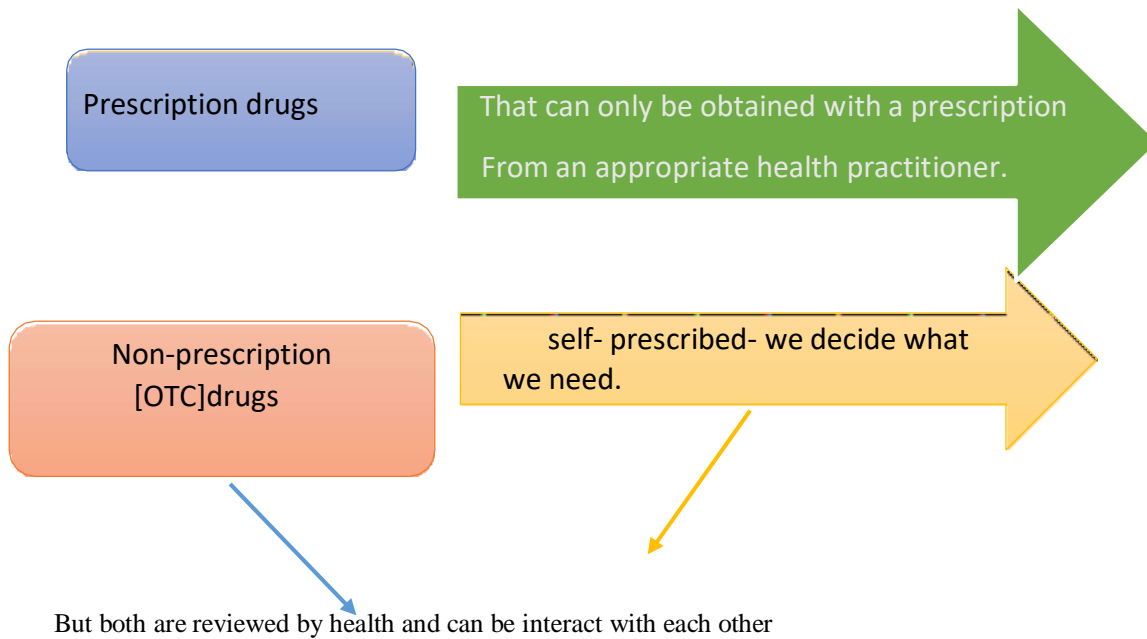 Prescription drugs
That can only be obtained with a prescription
From an appropriate health practitioner.
Non-prescription
[OTC]drugs
self- prescribed- we decide what
we need.
But both are reviewed by health and can be interact with each other